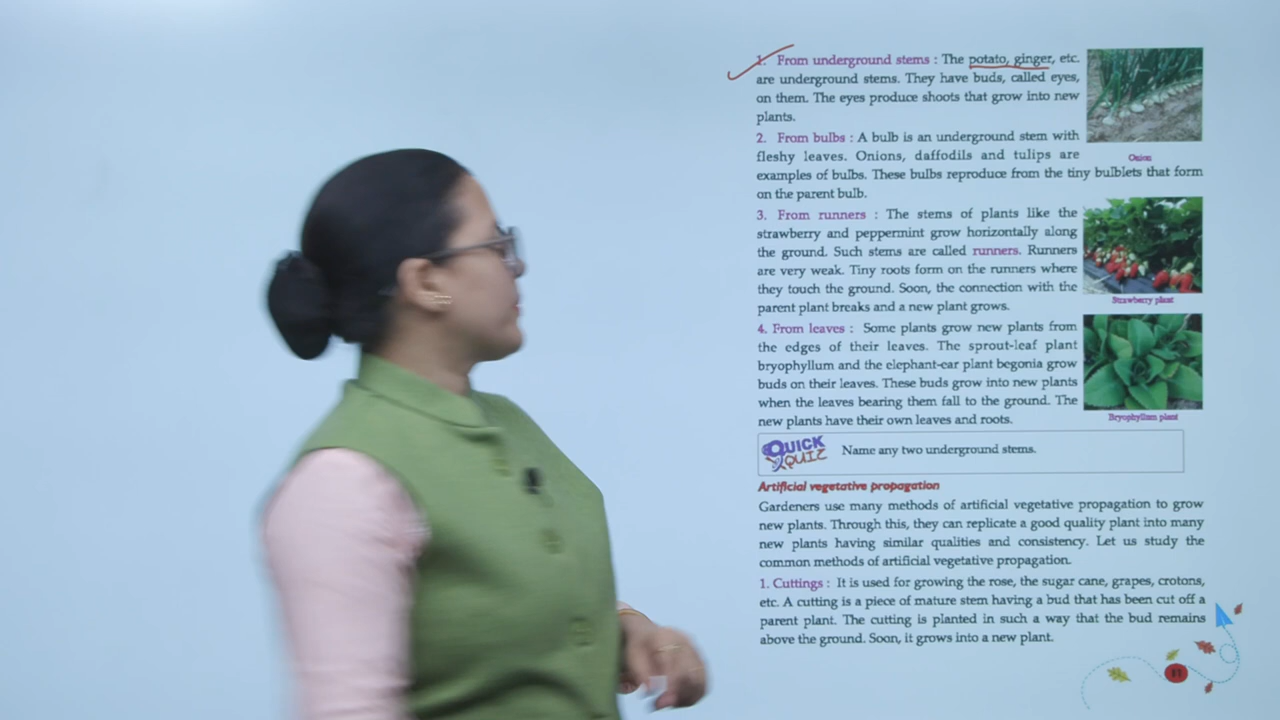 1. From underground stems : The potato, ginger, etc.
are underground stems. They have buds, called eyes,
on them. The eyes produce shoots that grow into new
plants.
2. From bulbs : A bulb is an underground stem with
fleshy leaves. Onions, daffodils and tulips are
examples of bulbs. These bulbs reproduce from the tiny bulblets that form
on the parent bulb.
Onion
3. From runners : The stems of plants like the
strawberry and peppermint grow horizontally along
the ground. Such stems are called runners. Runners
are very weak. Tiny roots form on the runners where
they touch the ground. Soon, the connection with the
parent plant breaks and a new plant grows.
Strawberry plant
4. From leaves : Some plants grow new plants from
the edges of their leaves. The sprout-leaf plant
bryophyllum and the elephant-ear plant begonia grow
buds on their leaves. These buds grow into new plants
when the leaves bearing them fall to the ground. The
new plants have their own leaves and roots.
Bryophyllum plant
QUICK QUIZ Name any two underground stems.
Artificial vegetative propagation
Gardeners use many methods of artificial vegetative propagation to grow
new plants. Through this, they can replicate a good quality plant into many
new plants having similar qualities and consistency. Let us study the
common methods of artificial vegetative propagation.
1. Cuttings : It is used for growing the rose, the sugar cane, grapes, crotons,
etc. A cutting is a piece of mature stem having a bud that has been cut off a
parent plant. The cutting is planted in such a way that the bud remains
above the ground. Soon, it grows into a new plant.